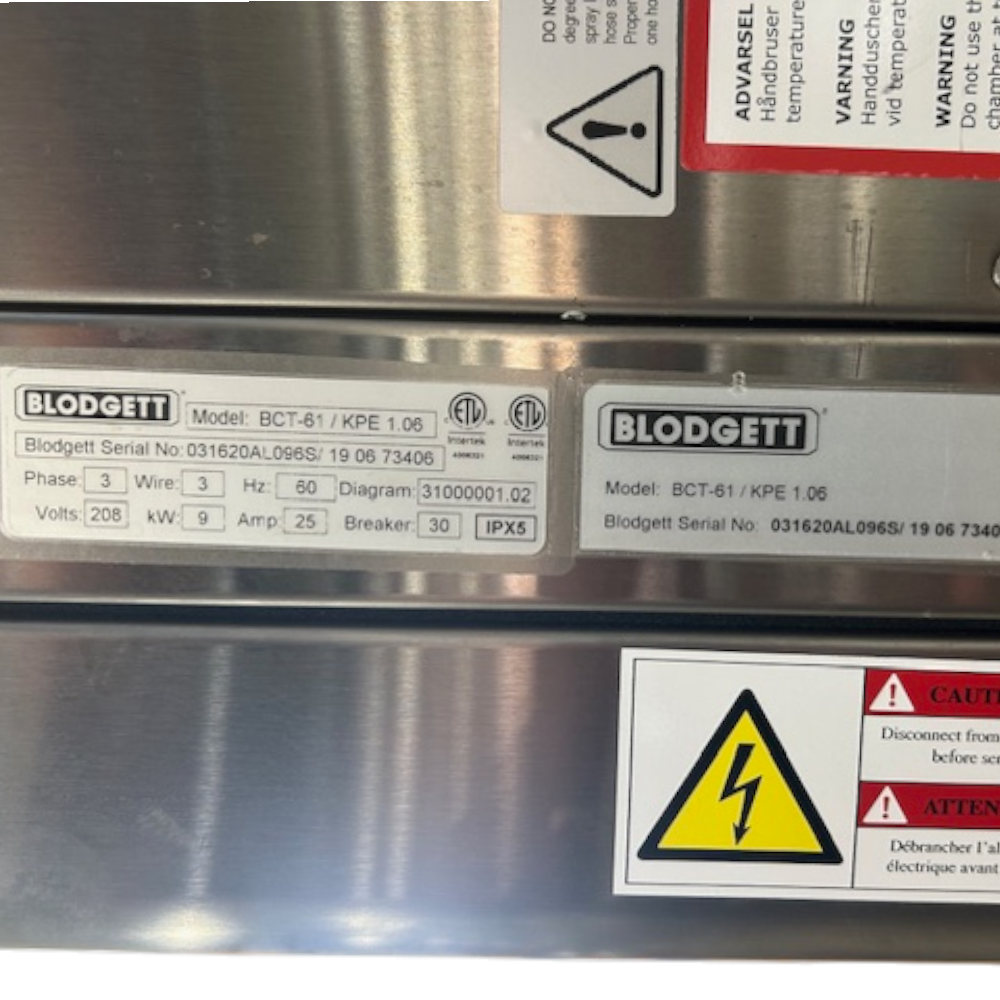 DO NO
degree
spray
hose s
Proper
one ho
ADVARSEL
Håndbruser
temperature
VARNING
Handduscher
vid temperat
WARNING
Do not use th
chamber at
BLODGETT
Model: BCT-61 / KPE 1.06
Intertek
Intertek
Blodgett Serial No: 031620AL096S/ 19 06 73406
Phase: 3 Wire: 3 Hz: 60 Diagram: 31000001.02
Volts: 208 kW: 9 Amp: 25 Breaker: 30 IPX5
BLODGETT
Model: BCT-61 / KPE 1.06
Blodgett Serial No: 031620AL096S/ 19 06 7340
CAUTI
Disconnect from
before ser
ATTEN
Débrancher l'al
électrique avant